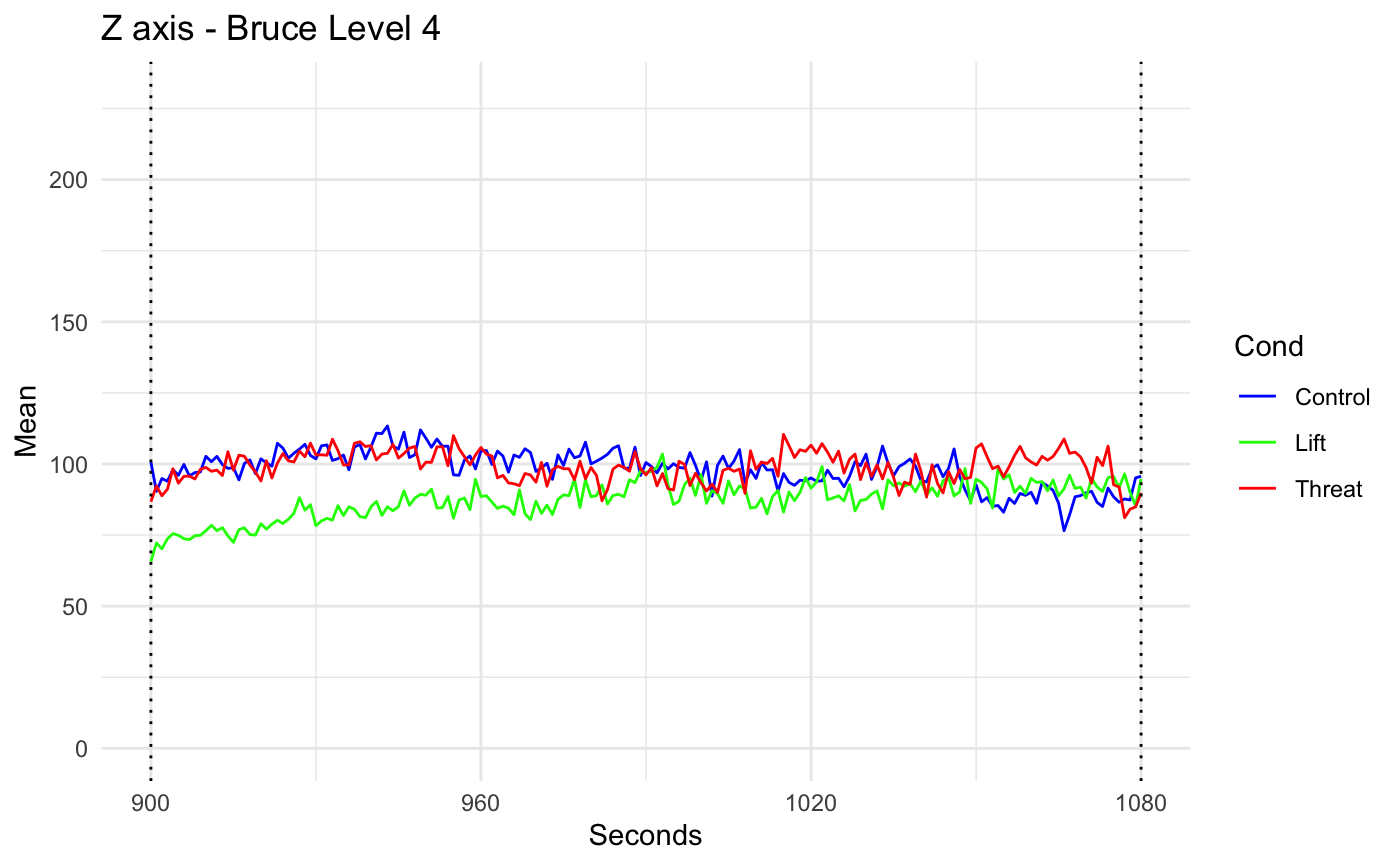 Z axis - Bruce Level 4
Mean
200
150
100
50
0
900 960 1020 1080
Seconds
Cond
Control
Lift
Threat